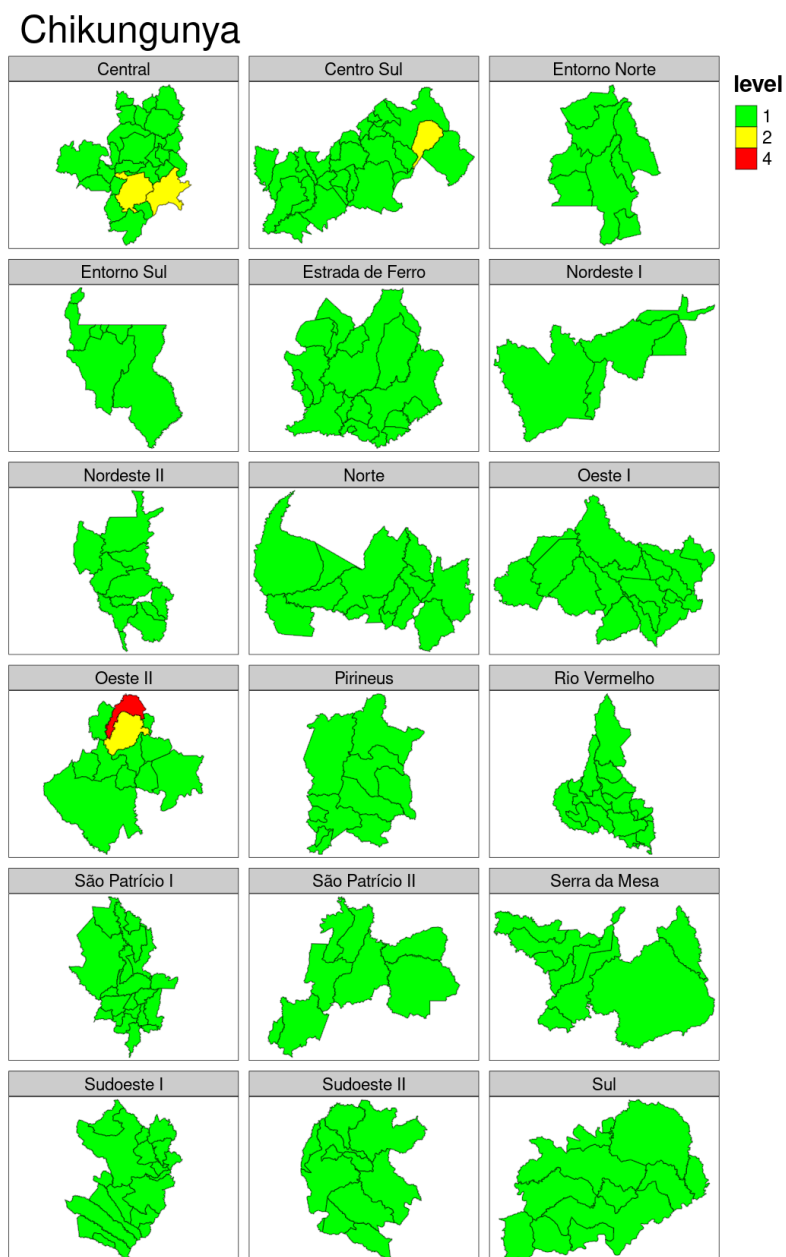 Chikungunya
Central
Centro Sul
Entorno Norte
level
1
2
4
Entorno Sul
Estrada de Ferro
Nordeste I
Nordeste II
Norte
Oeste I
Oeste II
Pirineus
Rio Vermelho
São Patrício I
São Patrício II
Serra da Mesa
Sudoeste I
Sudoeste II
Sul